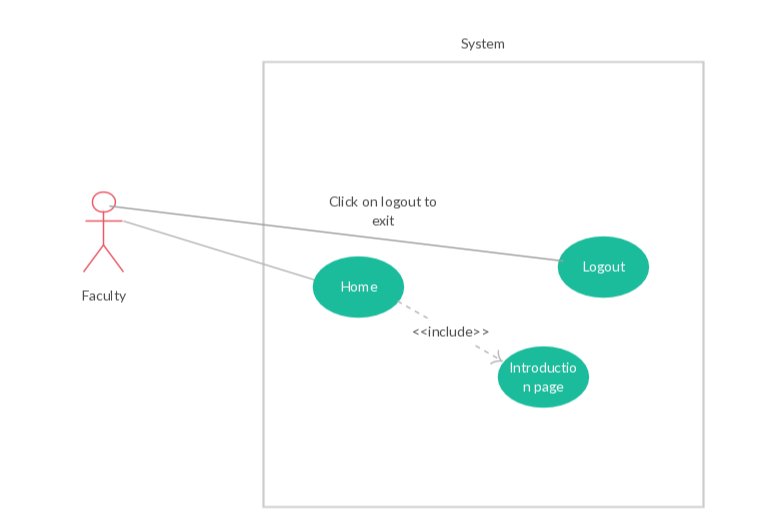 System
Click on logout to
exit
Logout
Home
Faculty
<<include>>
Introductio
n page